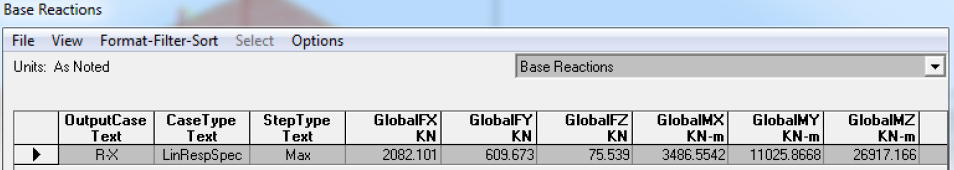 Base Reactions
File View Format-Filter-Sort Select Options
Units: As Noted Base Reactions
OutputCase CaseType StepType GlobalFX GlobalFY GlobalFZ GlobalMX GlobalMY GlobalMZ
Text Text Text KN KN KN KN-m KN-m KN-m
R-X LinRespSpec Max 2082.101 609.673 75.539 3486.5542 11025.8668 26917.166